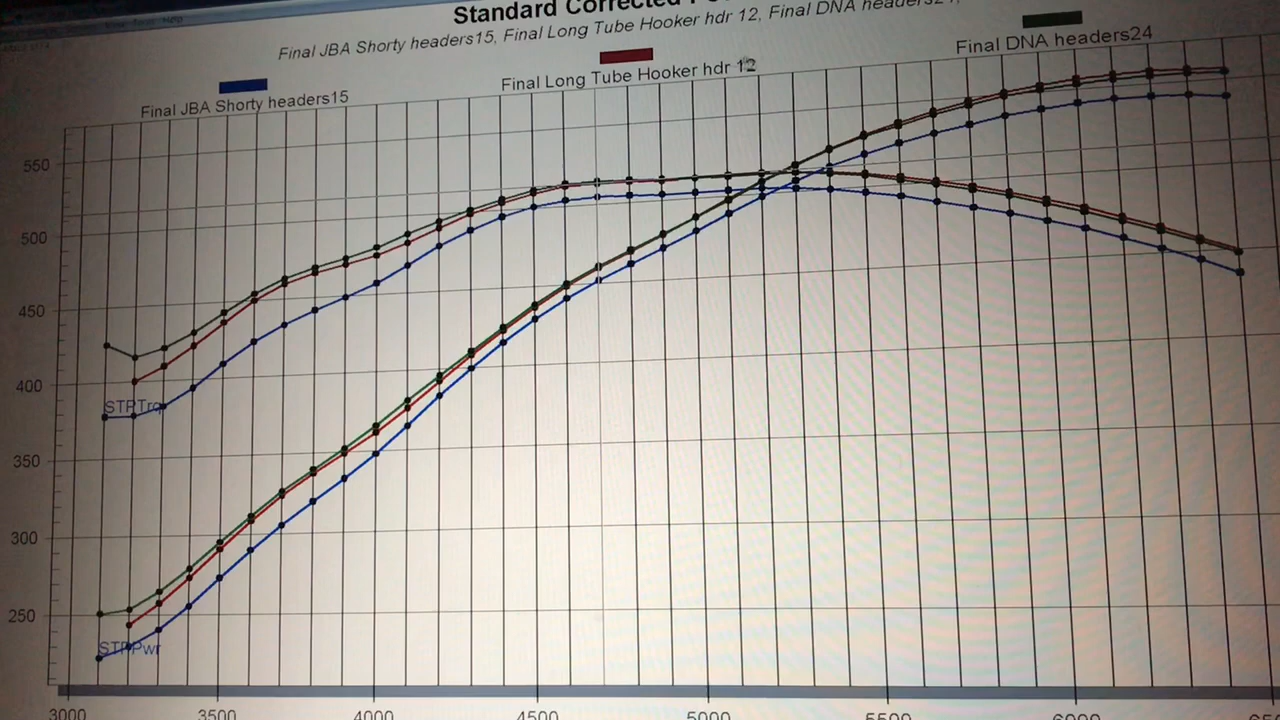 Standard Corrected
Final JBA Shorty headers15, Final Long Tube Hooker hdr 12, Final DNA headers24,
Final JBA Shorty headers15
Final Long Tube Hooker hdr 12
Final DNA headers24
550
500
450
400
350
300
250
STPTrq
STPPwr
3000 3500 4000 4500 5000 5500 6000